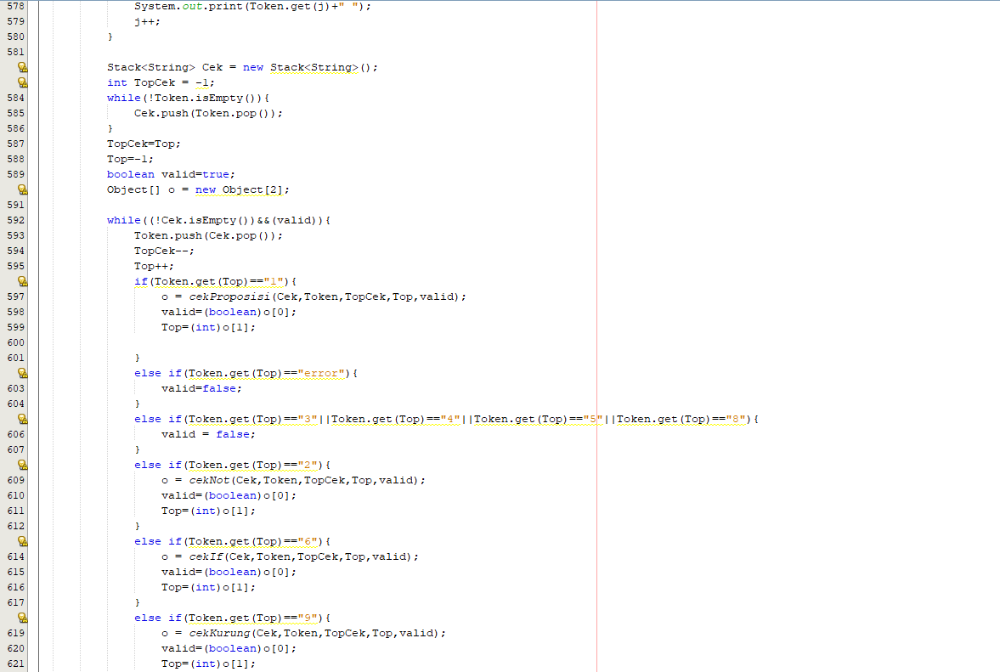 578 System.out.print(Token.get(j)+" ");
579 j++;
580 }
581
Stack<String> Cek = new Stack<String>();
int TopCek = -1;
584 while(!Token.isEmpty()){
585 Cek.push(Token.pop());
586 }
587 TopCek=Top;
588 Top=-1;
589 boolean valid=true;
Object[] o = new Object[2];
591
592 while((!Cek.isEmpty())&&(valid)){
593 Token.push(Cek.pop());
594 TopCek--;
595 Top++;
if(Token.get(Top)=="1"){
597 o = cekProposisi(Cek,Token,TopCek,Top,valid);
598 valid=(boolean)o[0];
599 Top=(int)o[1];
600
601 }
else if(Token.get(Top)=="error"){
603 valid=false;
604 }
else if(Token.get(Top)=="3"||Token.get(Top)=="4"||Token.get(Top)=="5"||Token.get(Top)=="8"){
606 valid = false;
607 }
else if(Token.get(Top)=="2"){
609 o = cekNot(Cek,Token,TopCek,Top,valid);
610 valid=(boolean)o[0];
611 Top=(int)o[1];
612 }
else if(Token.get(Top)=="6"){
614 o = cekIf(Cek,Token,TopCek,Top,valid);
615 valid=(boolean)o[0];
616 Top=(int)o[1];
617 }
else if(Token.get(Top)=="9"){
619 o = cekKurung(Cek,Token,TopCek,Top,valid);
620 valid=(boolean)o[0];
621 Top=(int)o[1];